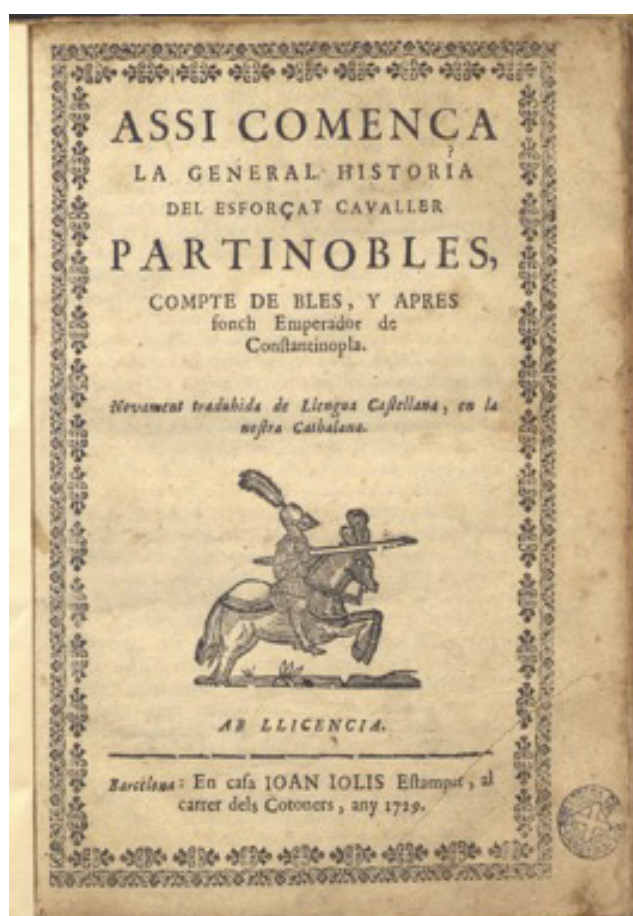 ASSI COMENÇA
LA GENERAL HISTORIA
DEL ESFORÇAT CAVALLER
PARTINOBLES,
COMPTE DE BLES, Y APRES
fonch Emperador de
Conſtantinopla.
Novament traduhida de Llengua Caſtellana, en la
noſtra Cathalana.
AB LLICENCIA.
Barcelona: En caſa IOAN IOLIS Eſtamper, al
carrer dels Cotoners, any 1729.